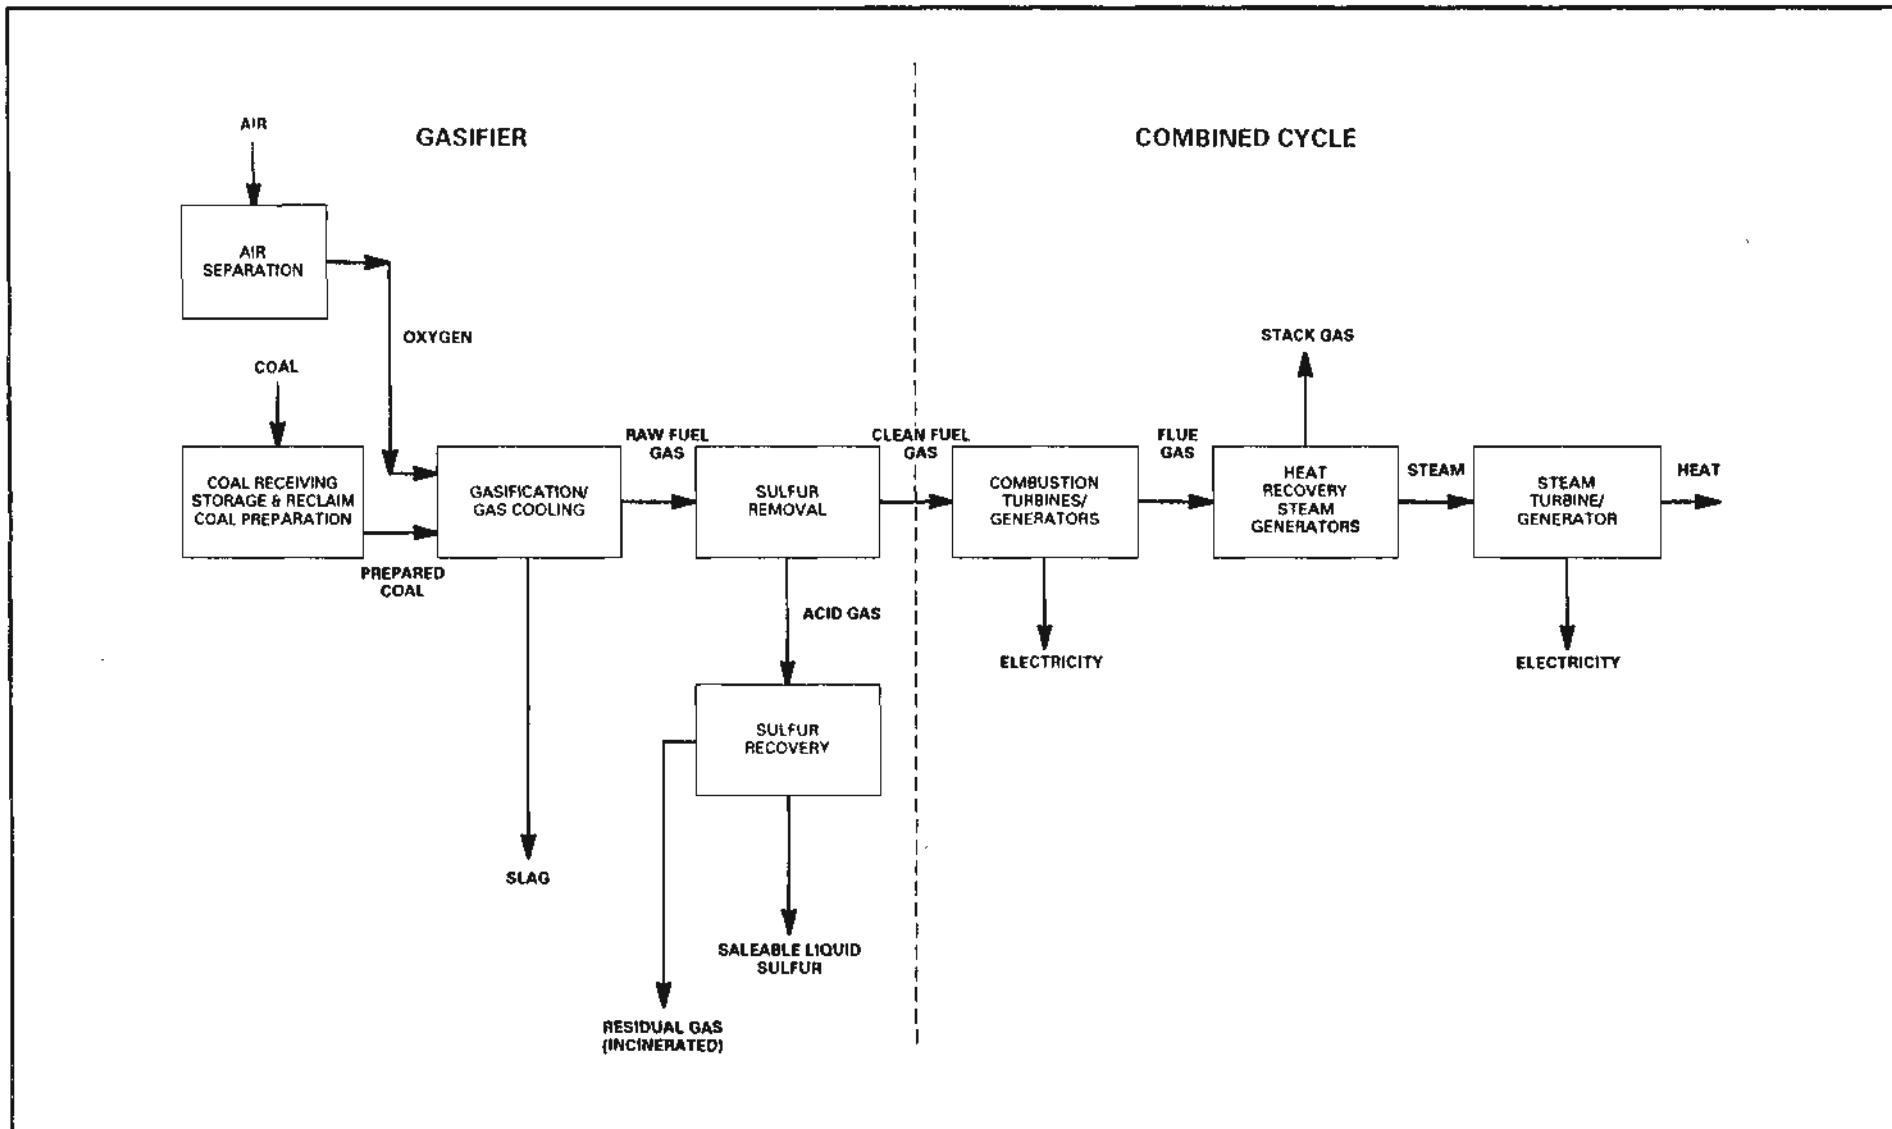 GASIFIER
COMBINED CYCLE
AIR
AIR
SEPARATION
OXYGEN
COAL
COAL RECEIVING
STORAGE & RECLAIM
COAL PREPARATION
PREPARED
COAL
GASIFICATION/
GAS COOLING
SLAG
RAW FUEL
GAS
SULFUR
REMOVAL
ACID GAS
SULFUR
RECOVERY
SALEABLE LIQUID
SULFUR
RESIDUAL GAS
(INCINERATED)
CLEAN FUEL
GAS
COMBUSTION
TURBINES/
GENERATORS
ELECTRICITY
FLUE
GAS
STACK GAS
HEAT
RECOVERY
STEAM
GENERATORS
STEAM
STEAM
TURBINE/
GENERATOR
HEAT
ELECTRICITY